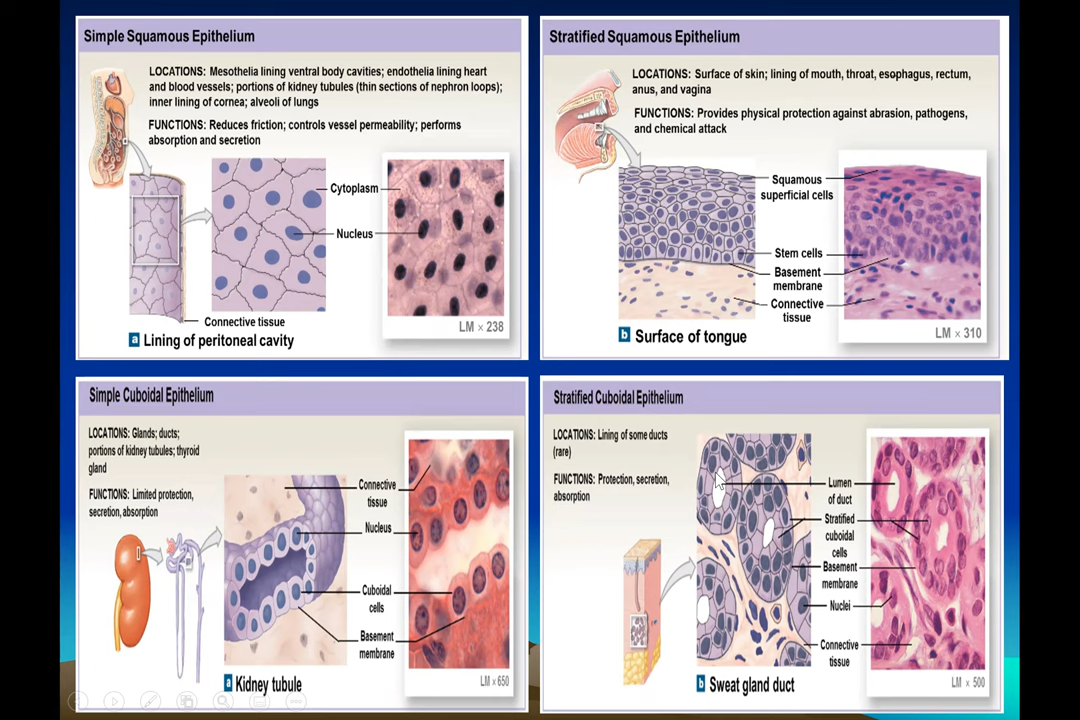 Simple Squamous Epithelium
LOCATIONS: Mesothelia lining ventral body cavities; endothelia lining heart
and blood vessels; portions of kidney tubules (thin sections of nephron loops);
inner lining of cornea; alveoli of lungs
FUNCTIONS: Reduces friction; controls vessel permeability; performs
absorption and secretion
Cytoplasm
Nucleus
Connective tissue
LM × 238
a Lining of peritoneal cavity
Stratified Squamous Epithelium
LOCATIONS: Surface of skin; lining of mouth, throat, esophagus, rectum,
anus, and vagina
FUNCTIONS: Provides physical protection against abrasion, pathogens,
and chemical attack
Squamous
superficial cells
Stem cells
Basement
membrane
Connective
tissue
LM × 310
b Surface of tongue
Simple Cuboidal Epithelium
LOCATIONS: Glands; ducts;
portions of kidney tubules; thyroid
gland
FUNCTIONS: Limited protection,
secretion, absorption
Connective
tissue
Nucleus
Cuboidal
cells
Basement
membrane
LM × 650
a Kidney tubule
Stratified Cuboidal Epithelium
LOCATIONS: Lining of some ducts
(rare)
FUNCTIONS: Protection, secretion,
absorption
Lumen
of duct
Stratified
cuboidal
cells
Basement
membrane
Nuclei
Connective
tissue
LM × 500
b Sweat gland duct